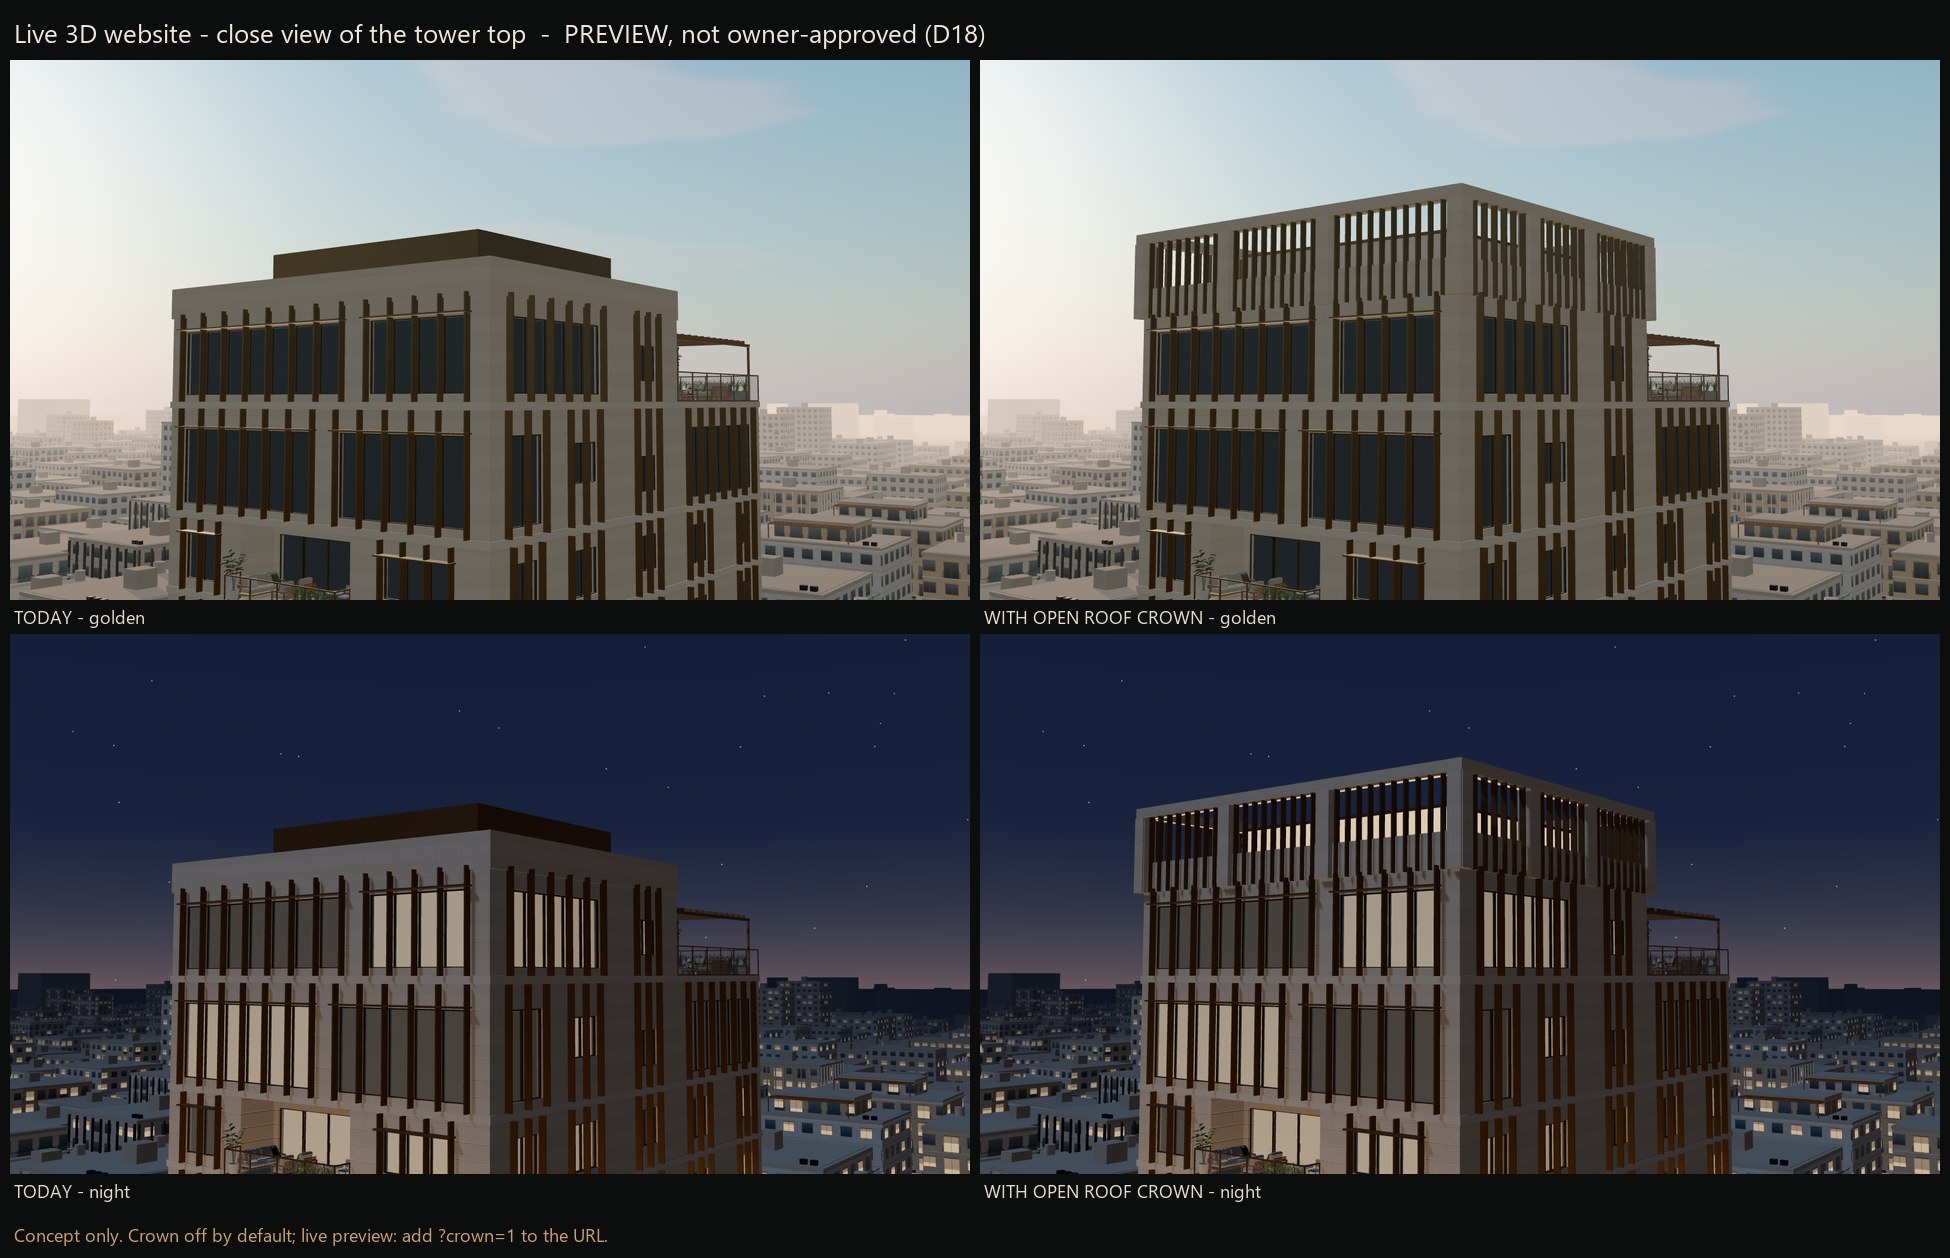 Live 3D website - close view of the tower top - PREVIEW, not owner-approved (D18)
TODAY - golden
WITH OPEN ROOF CROWN - golden
TODAY - night
WITH OPEN ROOF CROWN - night
Concept only. Crown off by default; live preview: add ?crown=1 to the URL.